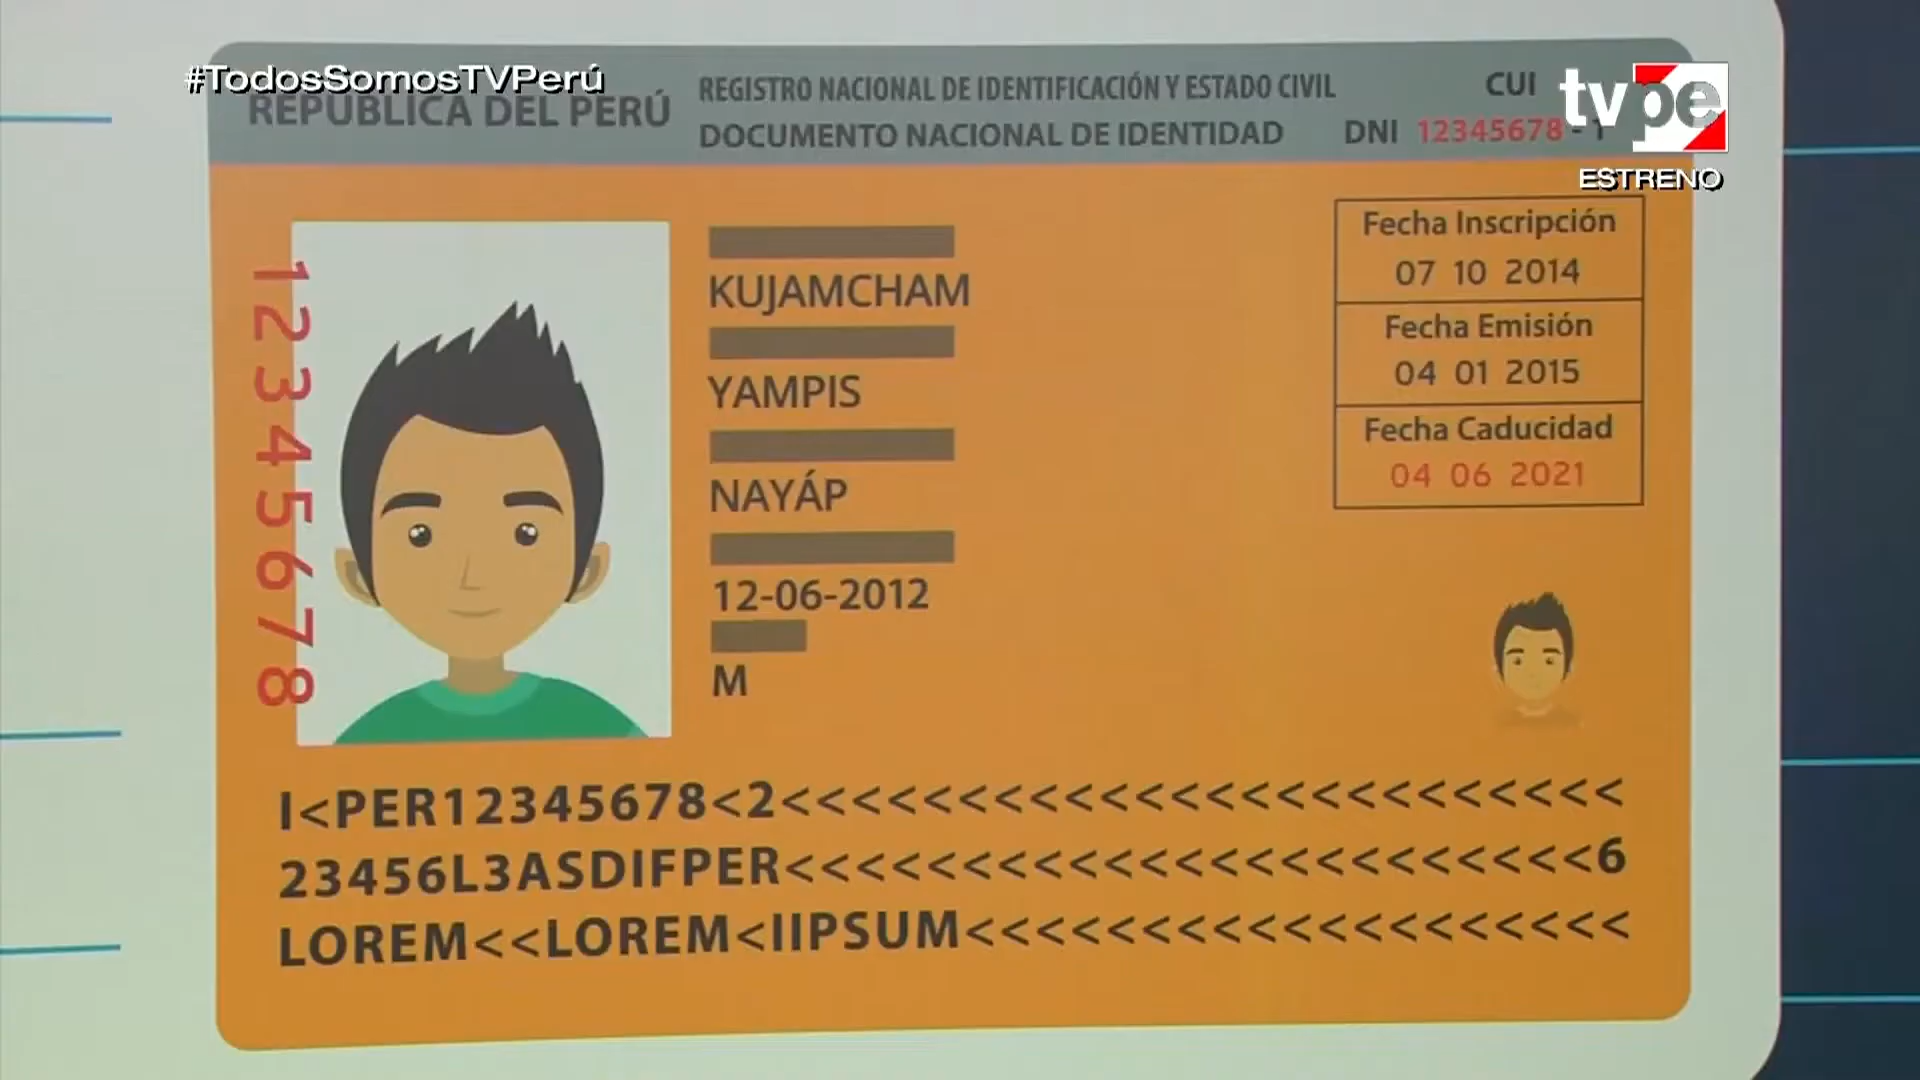 #TodosSomosTVPerú
REPÚBLICA DEL PERÚ
REGISTRO NACIONAL DE IDENTIFICACIÓN Y ESTADO CIVIL
DOCUMENTO NACIONAL DE IDENTIDAD
CUI
DNI 12345678 - 1
tvpe
ESTRENO
12345678
KUJAMCHAM
YAMPIS
NAYÁP
12-06-2012
M
Fecha Inscripción
07 10 2014
Fecha Emisión
04 01 2015
Fecha Caducidad
04 06 2021
I<PER12345678<2<<<<<<<<<<<<<<<<<<<<<<<<
23456L3ASDIFPER<<<<<<<<<<<<<<<<<<<<<<<6
LOREM<<LOREM<IIPSUM<<<<<<<<<<<<<<<<<<<